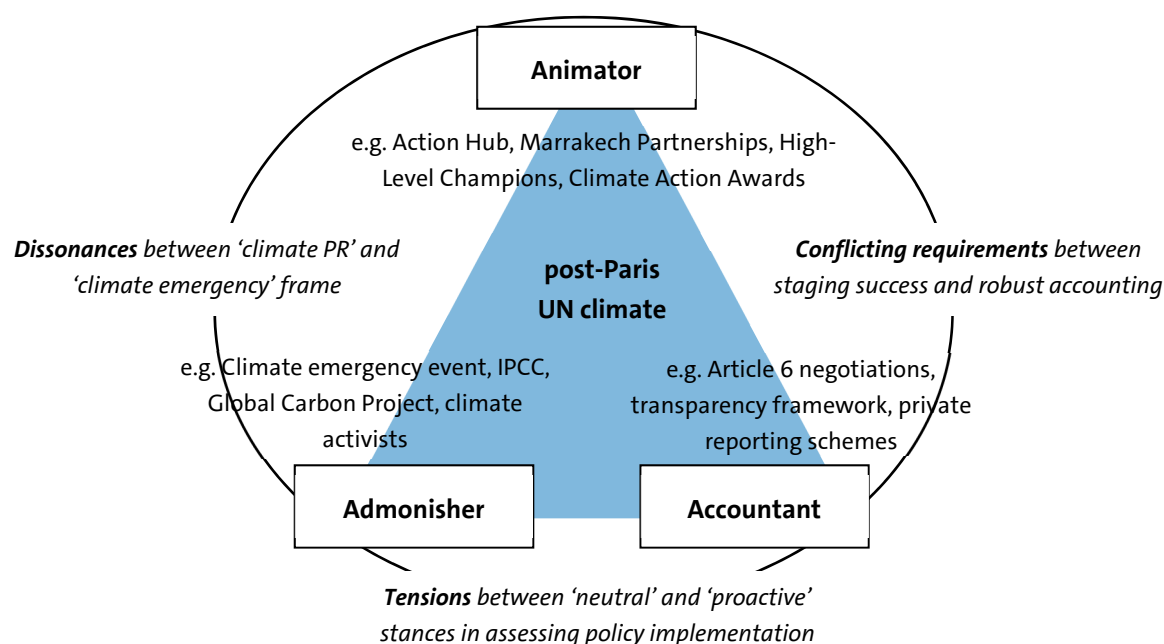 Animator
e.g. Action Hub, Marrakech Partnerships, High-
Level Champions, Climate Action Awards
Dissonances between ‘climate PR’ and
‘climate emergency’ frame
post-Paris
UN climate
Conflicting requirements between
staging success and robust accounting
e.g. Climate emergency event, IPCC,
Global Carbon Project, climate
activists
e.g. Article 6 negotiations,
transparency framework, private
reporting schemes
Admonisher
Accountant
Tensions between ‘neutral’ and ‘proactive’
stances in assessing policy implementation